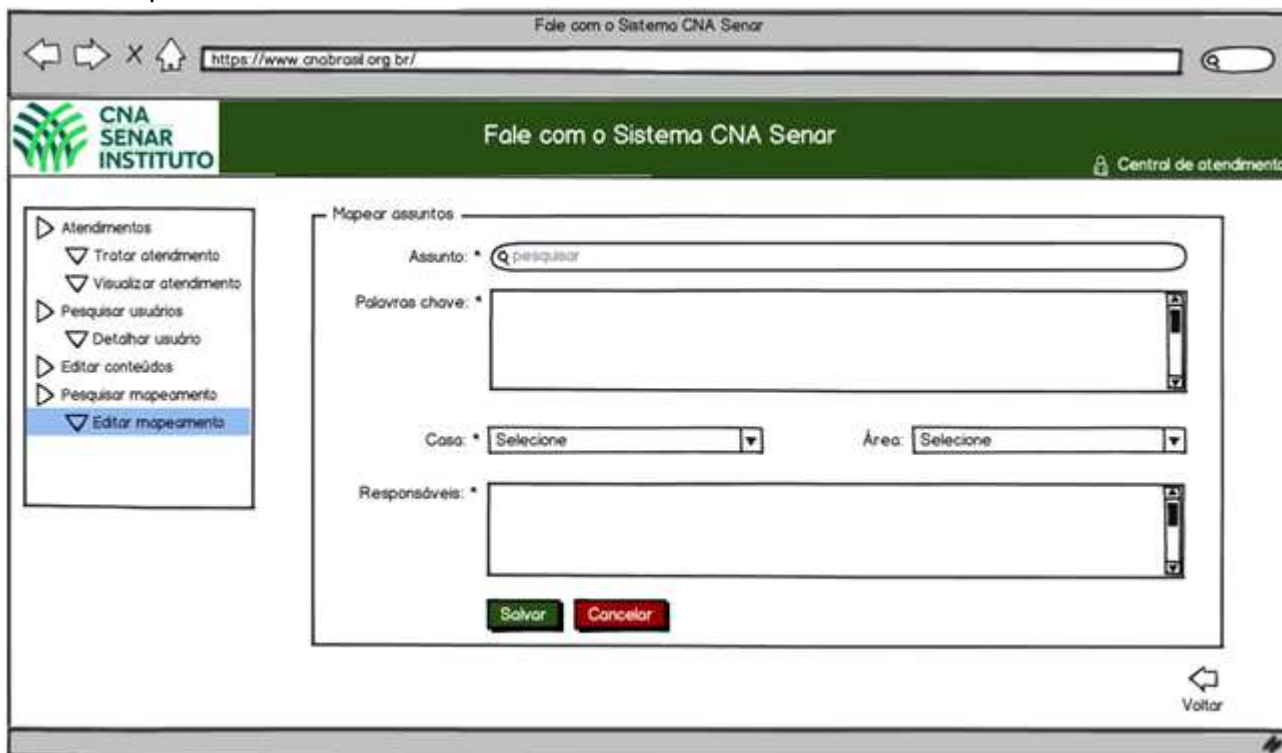 Fale com o Sistema CNA Senar
https://www.cnabrasil.org.br/
CNA
SENAR
INSTITUTO
Fale com o Sistema CNA Senar
Central de atendimento
Atendimentos
Tratar atendimento
Visualizar atendimento
Pesquisar usuários
Detalhar usuário
Editar conteúdos
Pesquisar mapeamento
Editar mapeamento
Mapear assuntos
Assunto: * pesquisar
Palavras chave: *
Casa: * Selecione Área: Selecione
Responsáveis: *
Salvar Cancelar
Voltar